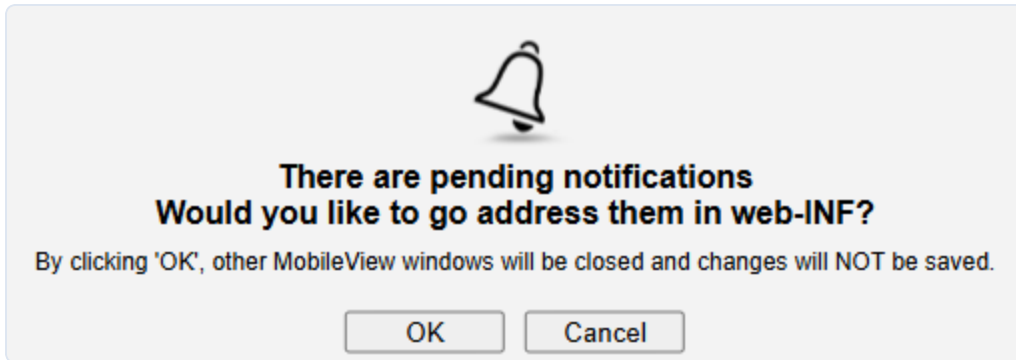 There are pending notifications
Would you like to go address them in web-INF?
By clicking 'OK', other MobileView windows will be closed and changes will NOT be saved.
OK
Cancel